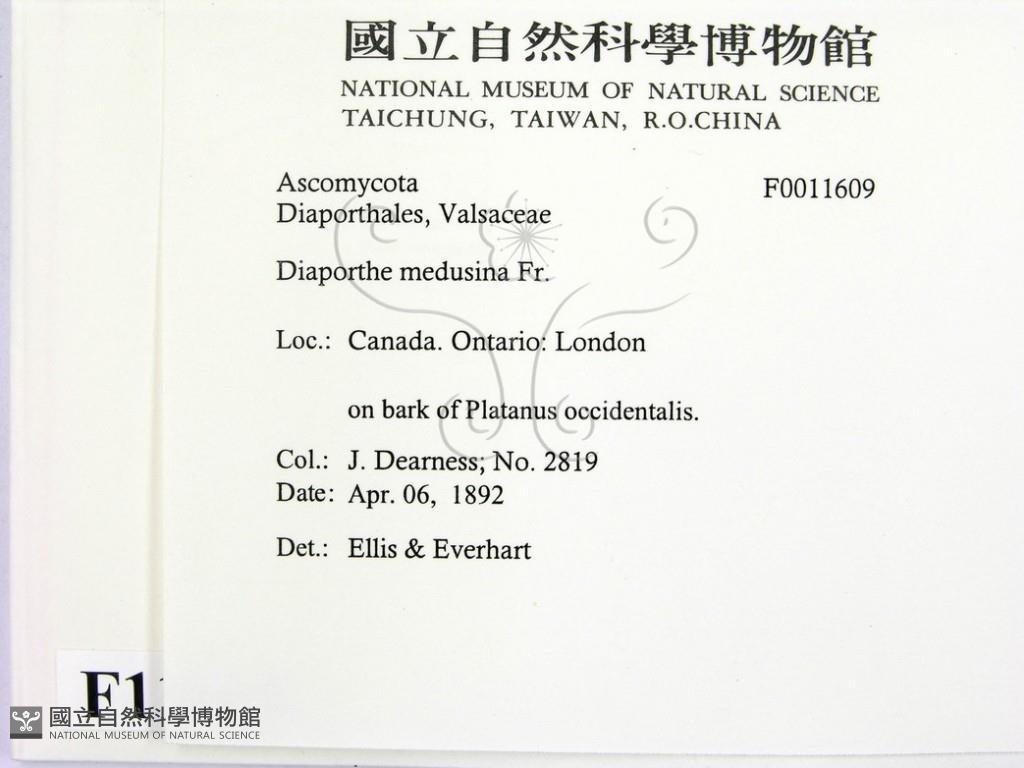 國立自然科學博物館
NATIONAL MUSEUM OF NATURAL SCIENCE
TAICHUNG, TAIWAN, R.O.CHINA
Ascomycota F0011609
Diaporthales, Valsaceae
Diaporthe medusina Fr.
Loc.: Canada. Ontario: London
on bark of Platanus occidentalis.
Col.: J. Dearness; No. 2819
Date: Apr. 06, 1892
Det.: Ellis & Everhart
國立自然科學博物館
NATIONAL MUSEUM OF NATURAL SCIENCE